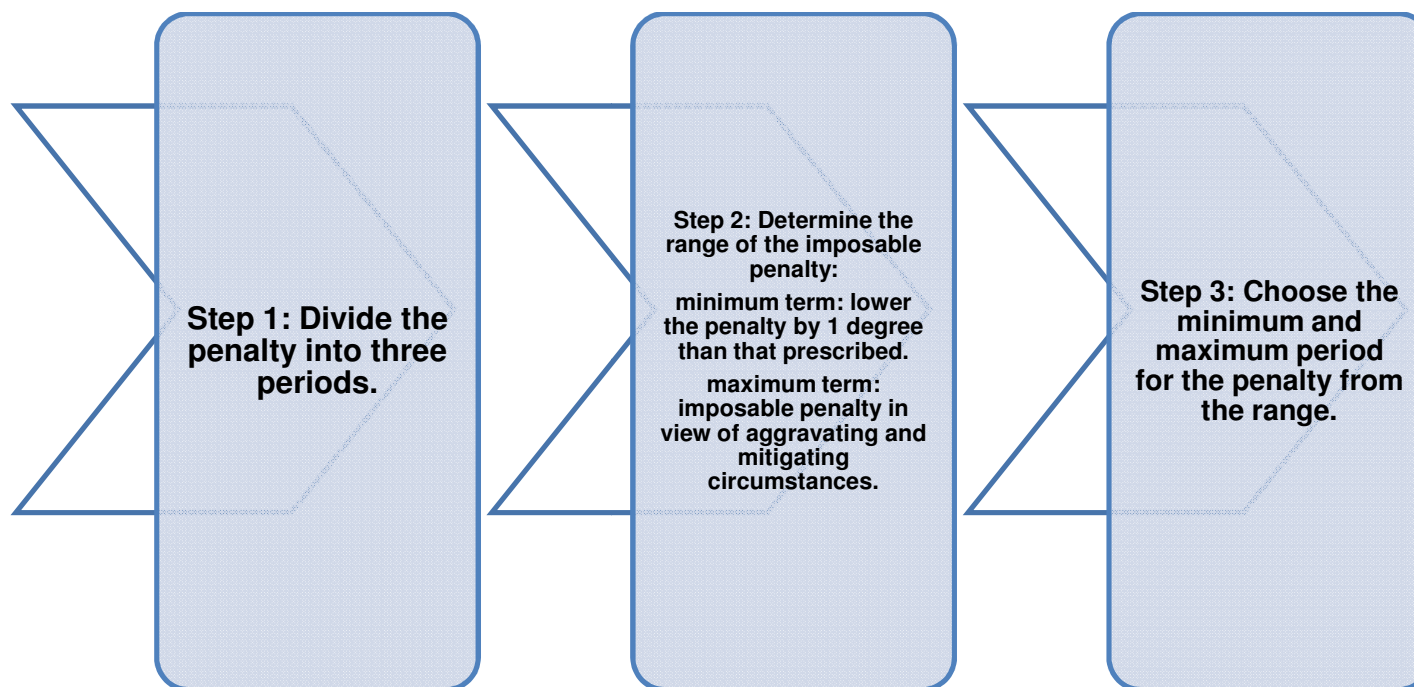 Step 1: Divide the
penalty into three
periods.
Step 2: Determine the
range of the imposable
penalty:
minimum term: lower
the penalty by 1 degree
than that prescribed.
maximum term:
imposable penalty in
view of aggravating and
mitigating
circumstances.
Step 3: Choose the
minimum and
maximum period
for the penalty from
the range.